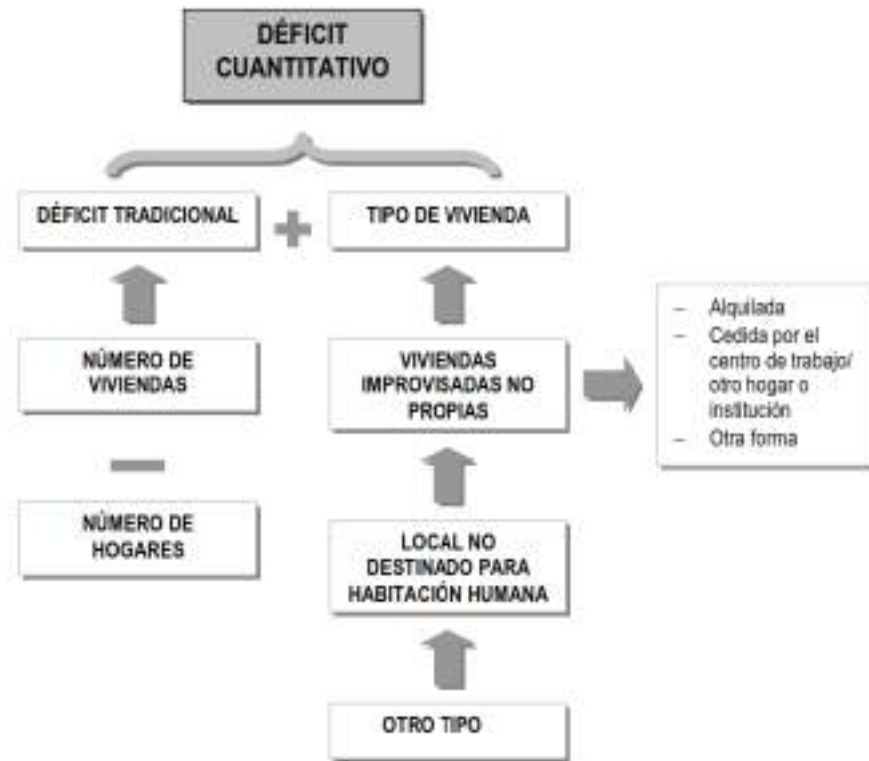 DÉFICIT
CUANTITATIVO
DÉFICIT TRADICIONAL
TIPO DE VIVIENDA
NÚMERO DE
VIVIENDAS
VIVIENDAS
IMPROVISADAS NO
PROPIAS
– Alquilada
– Cedida por el
centro de trabajo/
otro hogar o
institución
– Otra forma
NÚMERO DE
HOGARES
LOCAL NO
DESTINADO PARA
HABITACIÓN HUMANA
OTRO TIPO